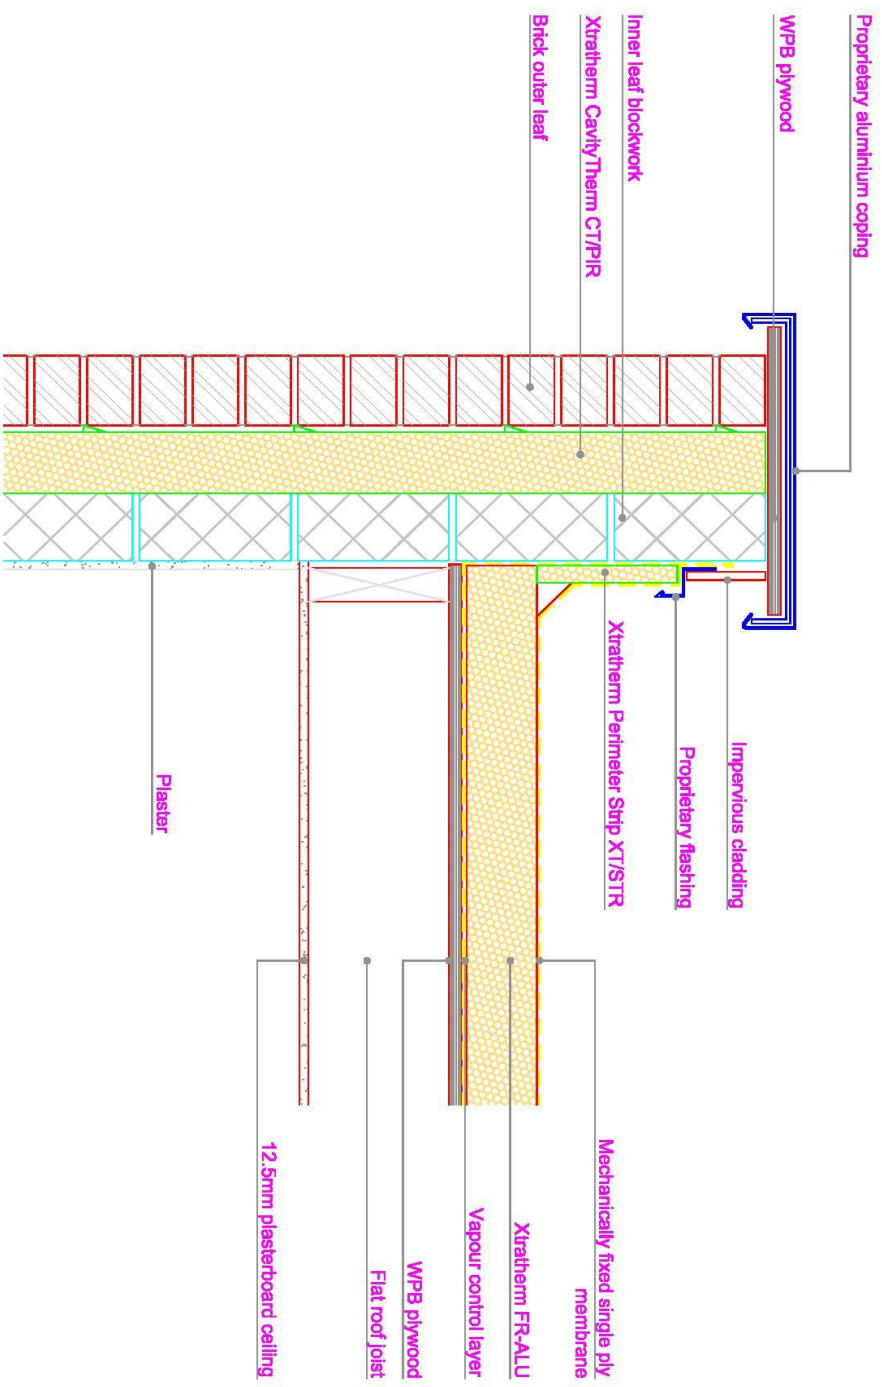 Proprietary aluminium coping
WPB plywood
Inner leaf blockwork
Xtratherm CavityTherm CT/PIR
Brick outer leaf
Impervious cladding
Proprietary flashing
Xtratherm Perimeter Strip XT/STR
Plaster
Mechanically fixed single ply
membrane
Xtratherm FR-ALU
Vapour control layer
WPB plywood
Flat roof joist
12.5mm plasterboard ceiling